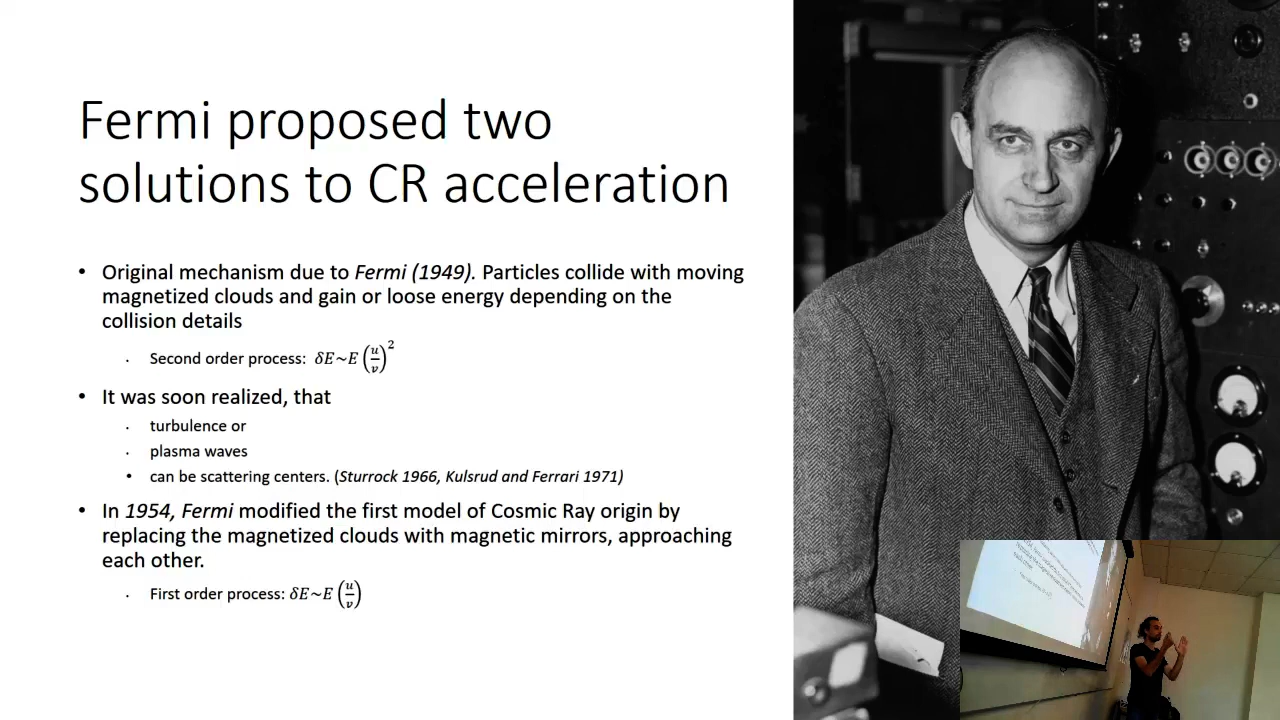 Fermi proposed two
solutions to CR acceleration
• Original mechanism due to Fermi (1949). Particles collide with moving
magnetized clouds and gain or loose energy depending on the
collision details
· Second order process: δE~E (u/v)²
• It was soon realized, that
· turbulence or
· plasma waves
• can be scattering centers. (Sturrock 1966, Kulsrud and Ferrari 1971)
• In 1954, Fermi modified the first model of Cosmic Ray origin by
replacing the magnetized clouds with magnetic mirrors, approaching
each other.
· First order process: δE~E (u/v)